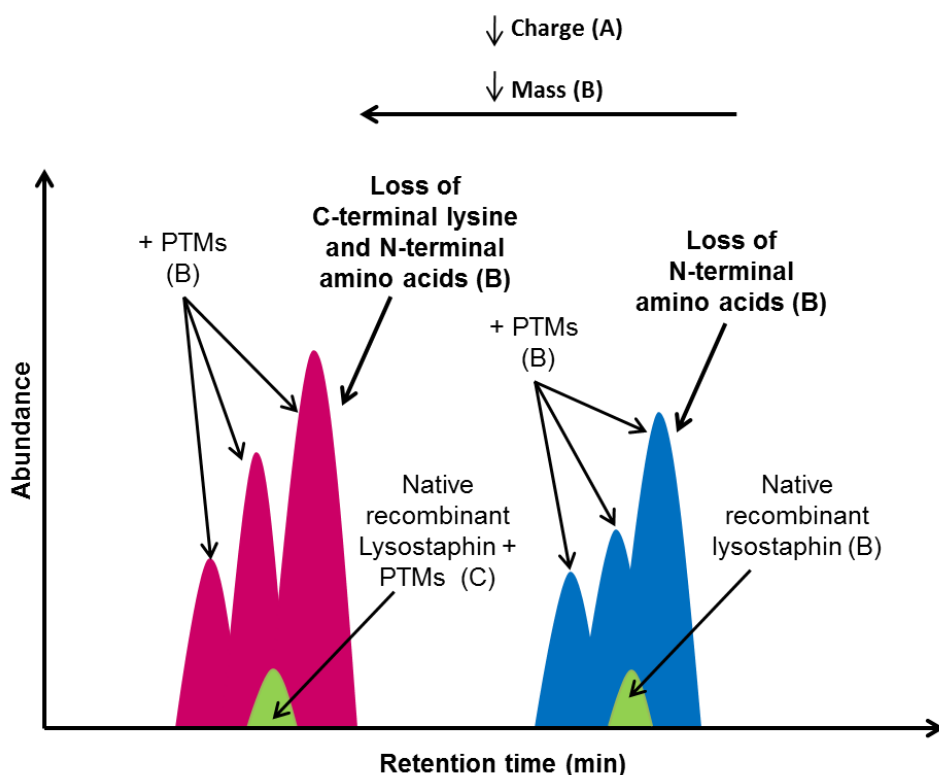 ↓ Charge (A)
↓ Mass (B)
Loss of
C-terminal lysine
and N-terminal
amino acids (B)
+ PTMs
(B)
Loss of
N-terminal
amino acids (B)
+ PTMs
(B)
Native
recombinant
Lysostaphin +
PTMs (C)
Native
recombinant
lysostaphin (B)
Abundance
Retention time (min)